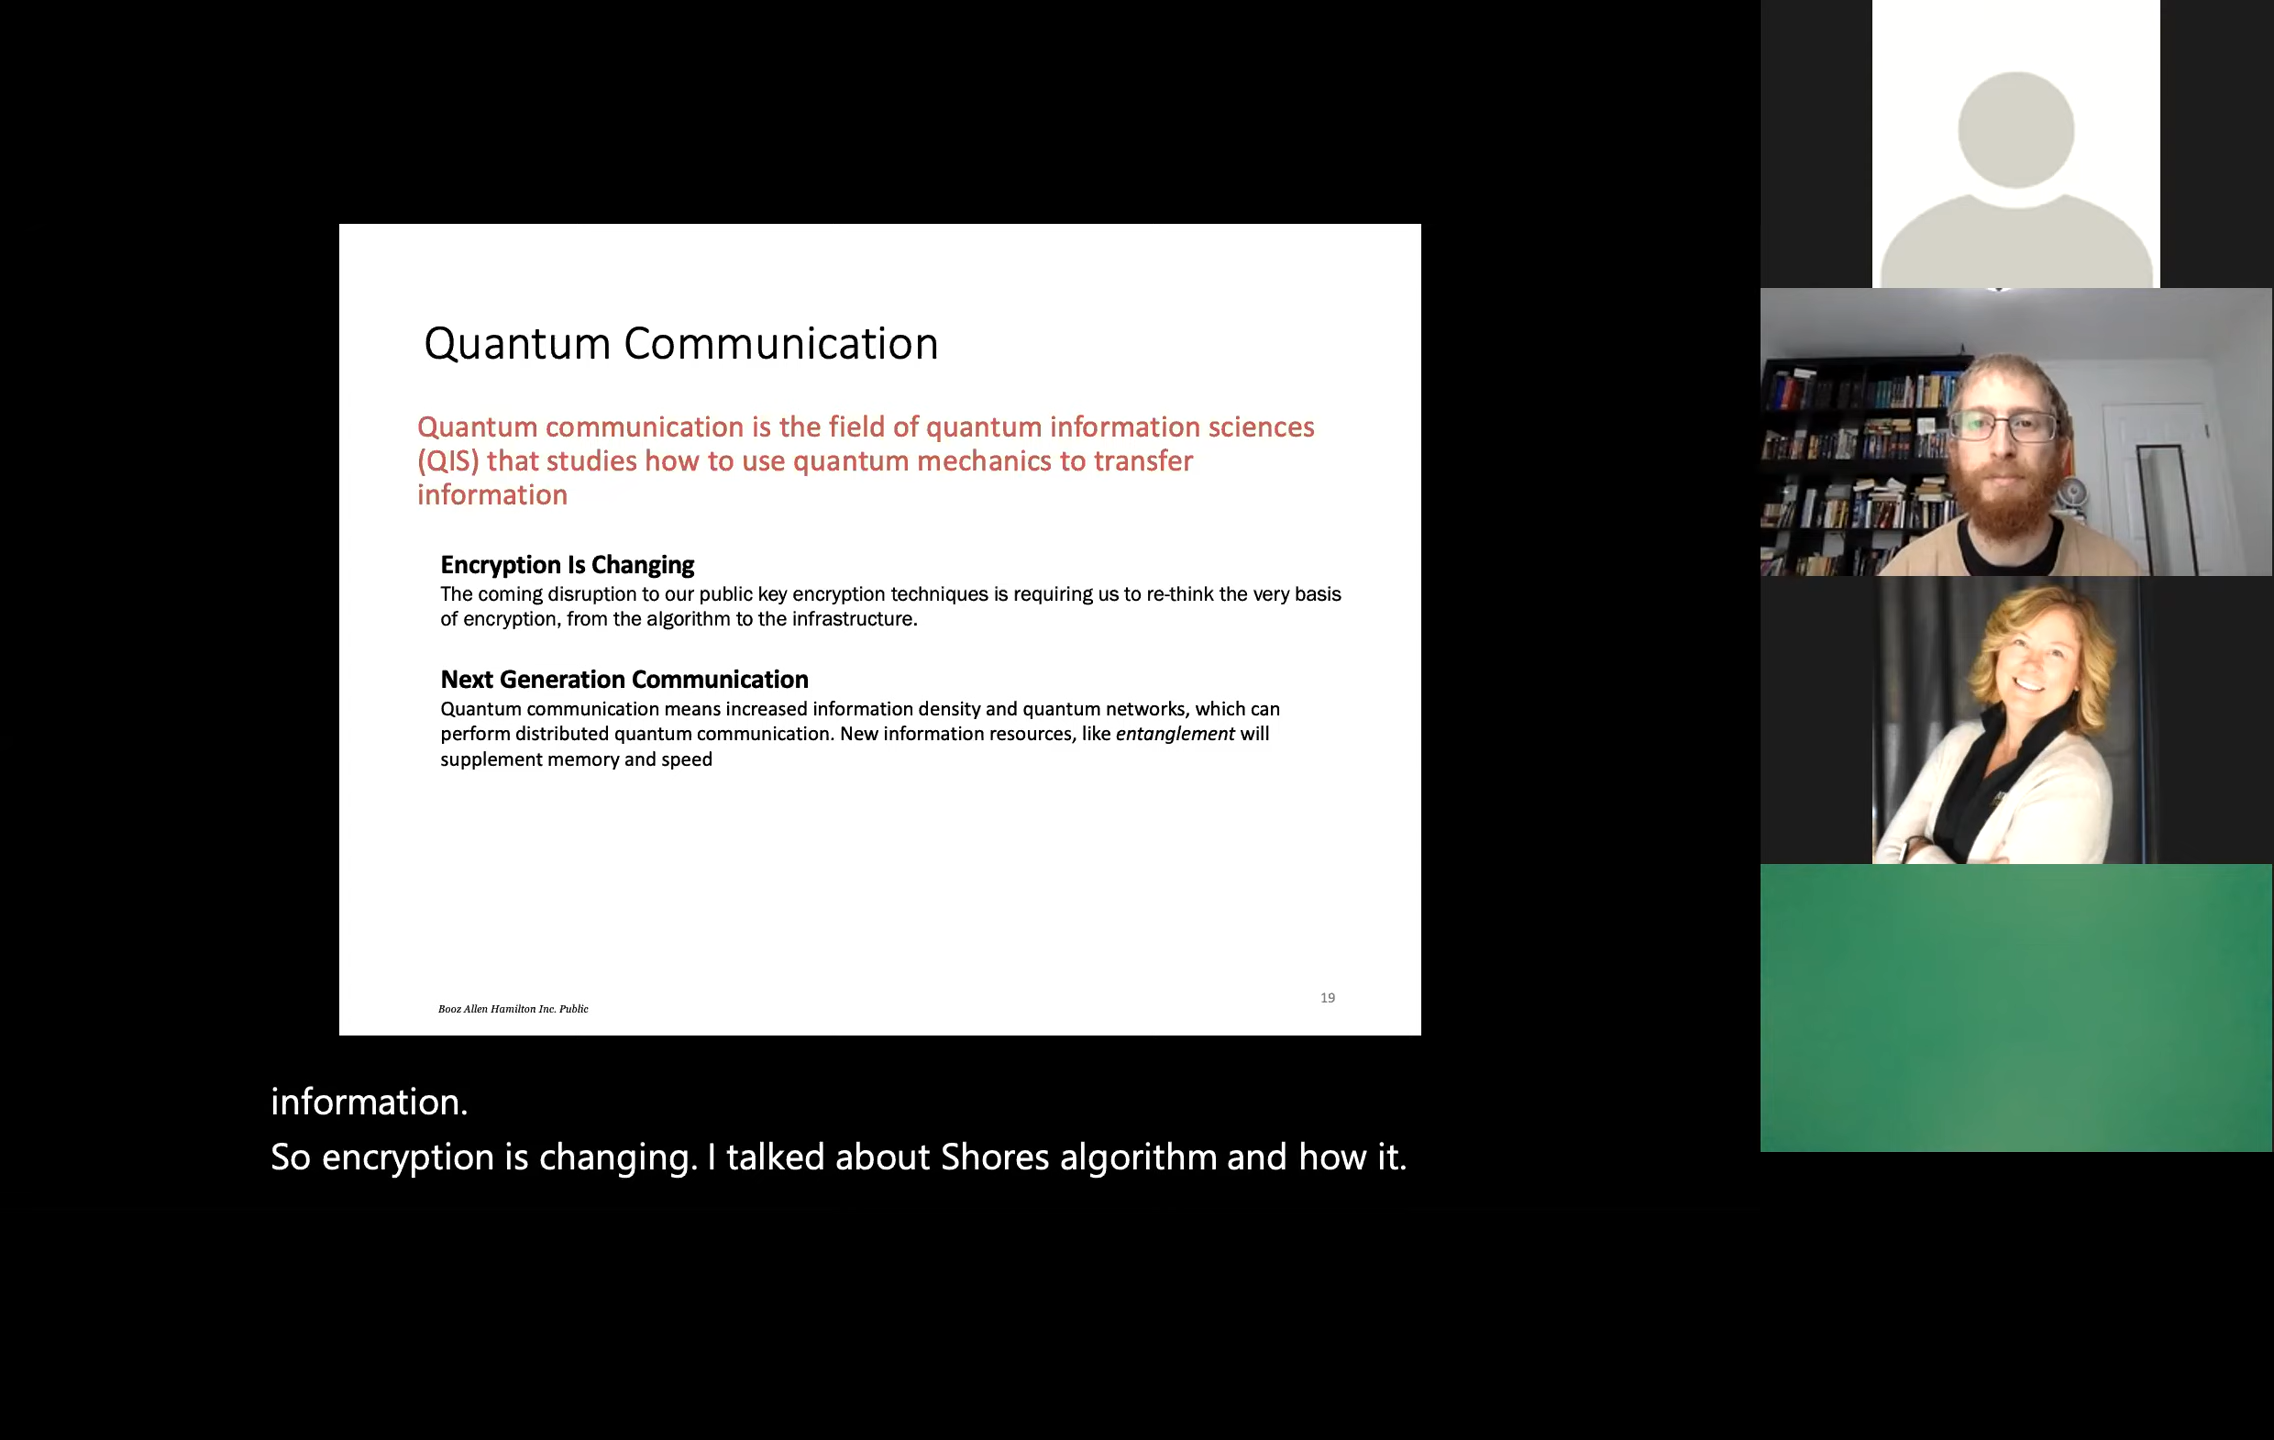 Quantum Communication
Quantum communication is the field of quantum information sciences
(QIS) that studies how to use quantum mechanics to transfer
information
Encryption Is Changing
The coming disruption to our public key encryption techniques is requiring us to re-think the very basis
of encryption, from the algorithm to the infrastructure.
Next Generation Communication
Quantum communication means increased information density and quantum networks, which can
perform distributed quantum communication. New information resources, like entanglement will
supplement memory and speed
Booz Allen Hamilton Inc. Public
19
information.
So encryption is changing. I talked about Shores algorithm and how it.